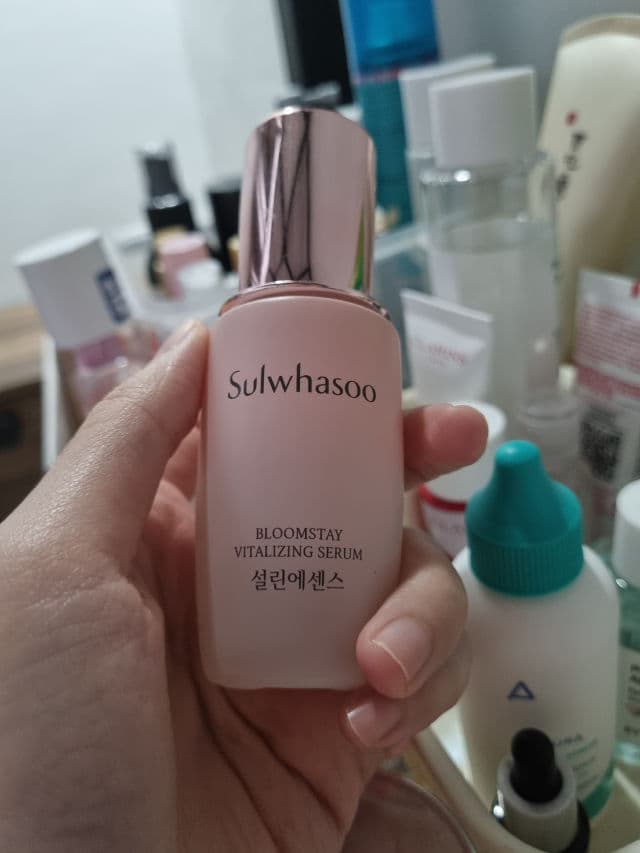 Sulwhasoo
BLOOMSTAY
VITALIZING SERUM
설린에센스